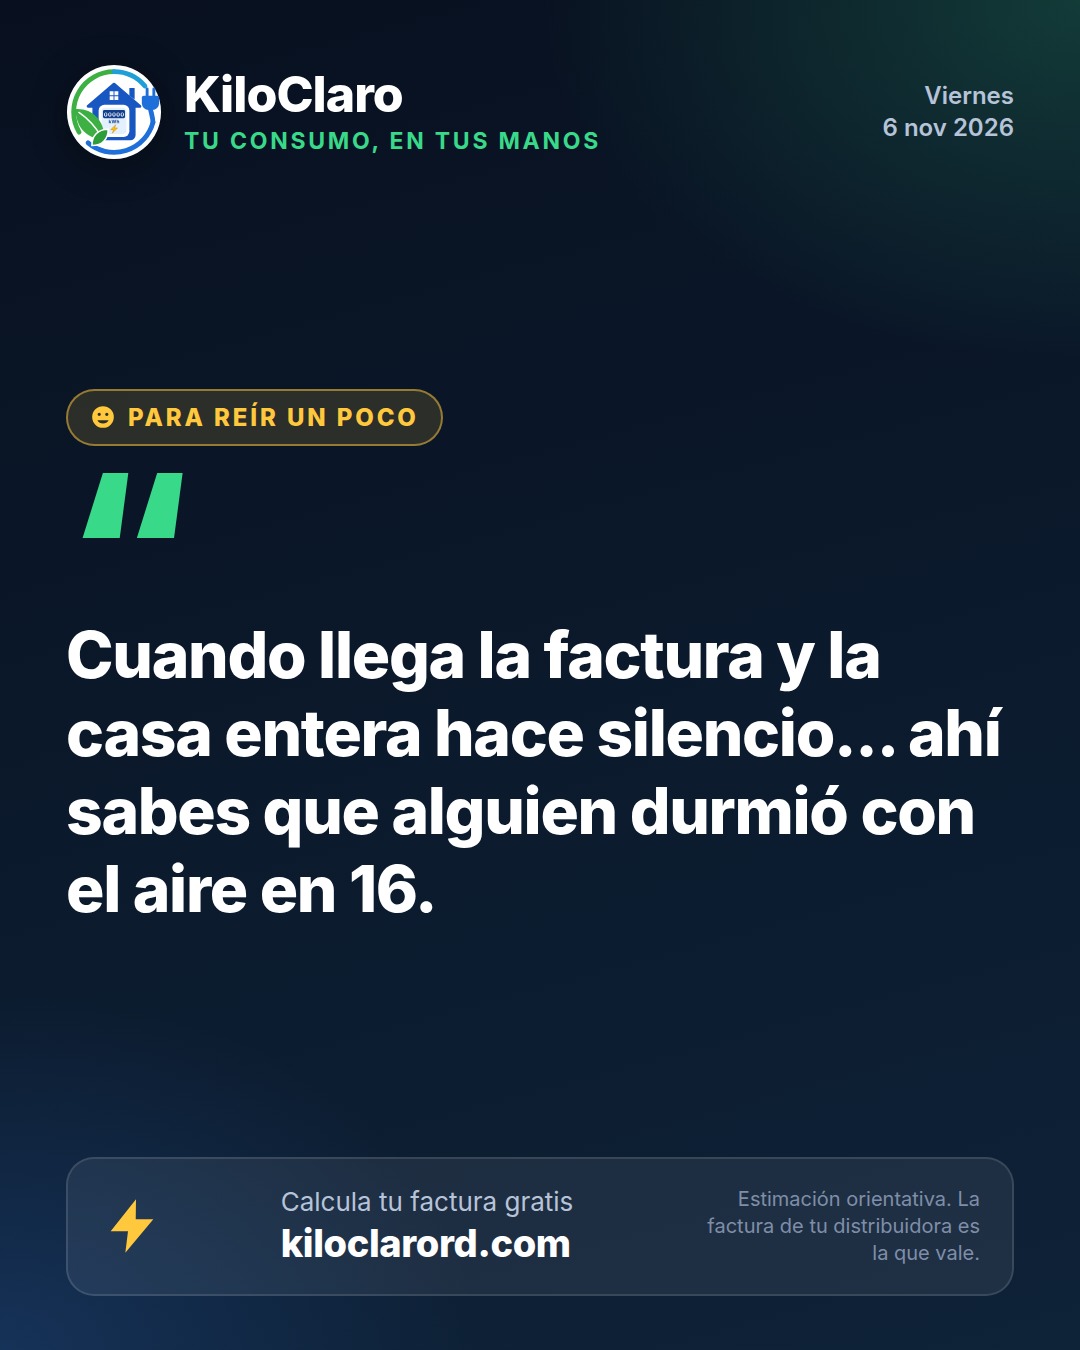 KiloClaro
TU CONSUMO, EN TUS MANOS
Viernes
6 nov 2026
PARA REÍR UN POCO
“
Cuando llega la factura y la
casa entera hace silencio… ahí
sabes que alguien durmió con
el aire en 16.
Calcula tu factura gratis
kiloclarord.com
Estimación orientativa. La
factura de tu distribuidora es
la que vale.